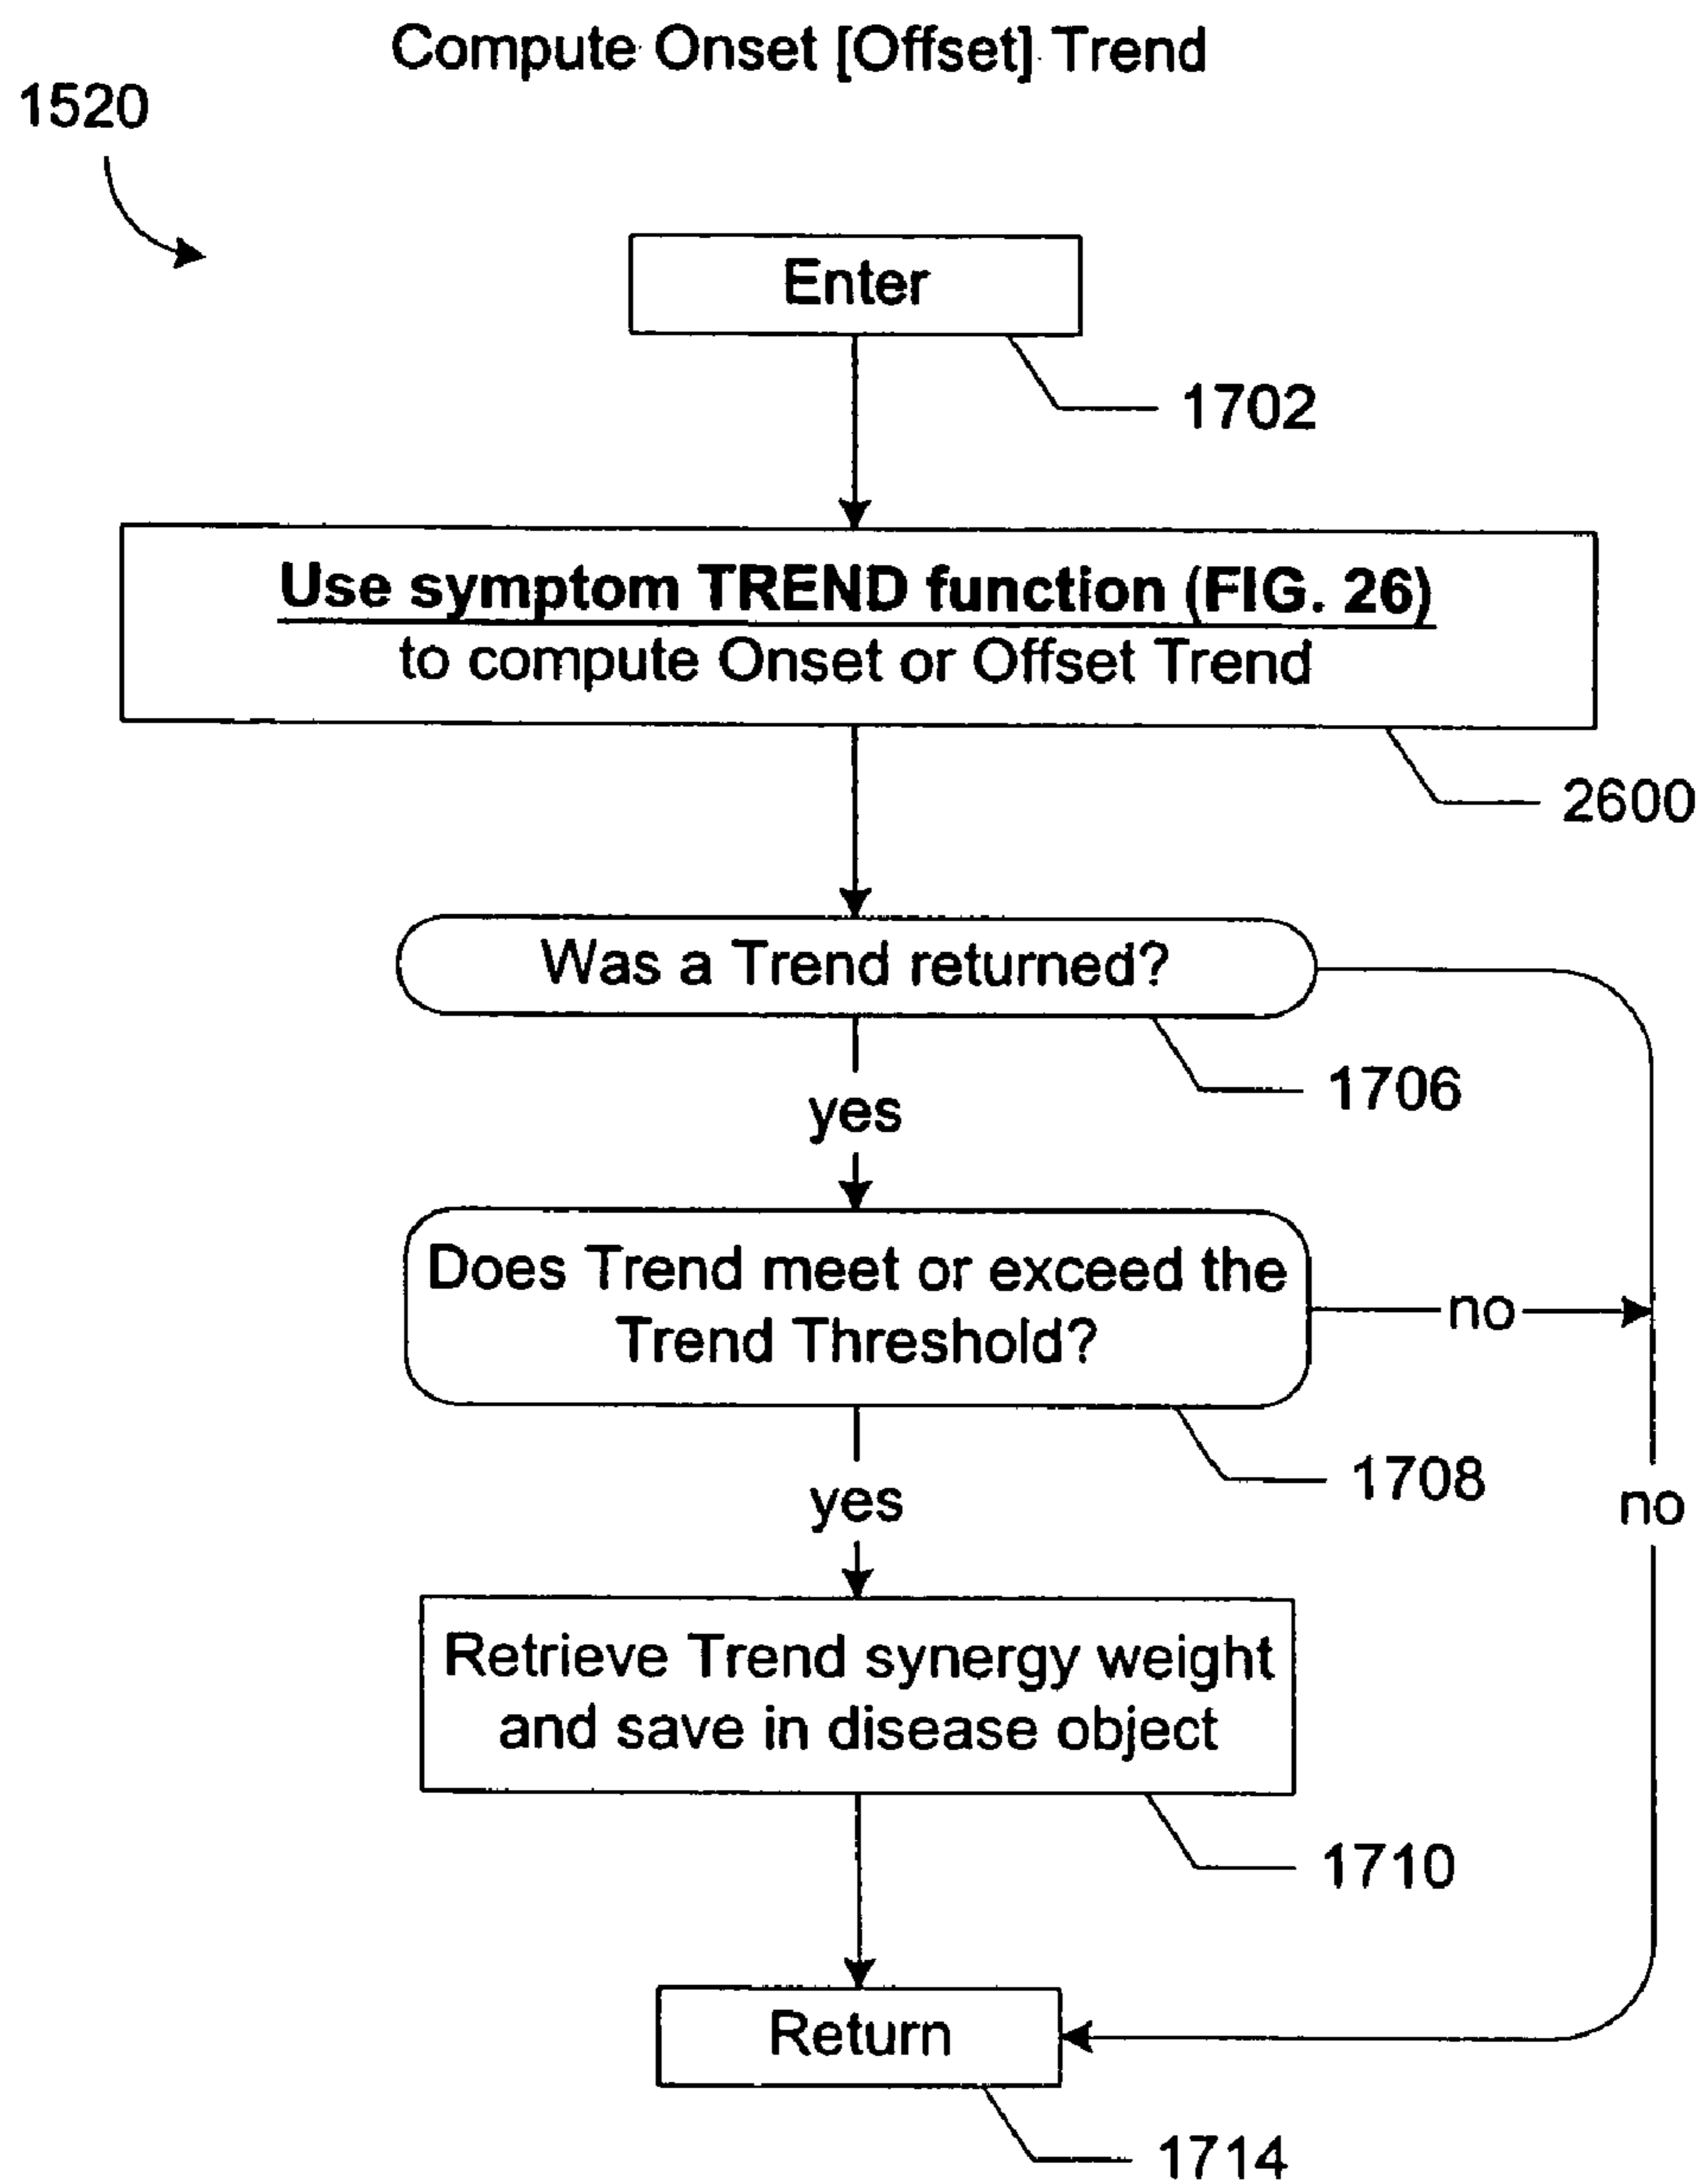 Compute Onset [Offset] Trend
1520
Enter
1702
Use symptom TREND function (FIG. 26)
to compute Onset or Offset Trend
2600
Was a Trend returned?
1706
yes
Does Trend meet or exceed the
Trend Threshold?
no
1708
yes
no
Retrieve Trend synergy weight
and save in disease object
1710
Return
1714